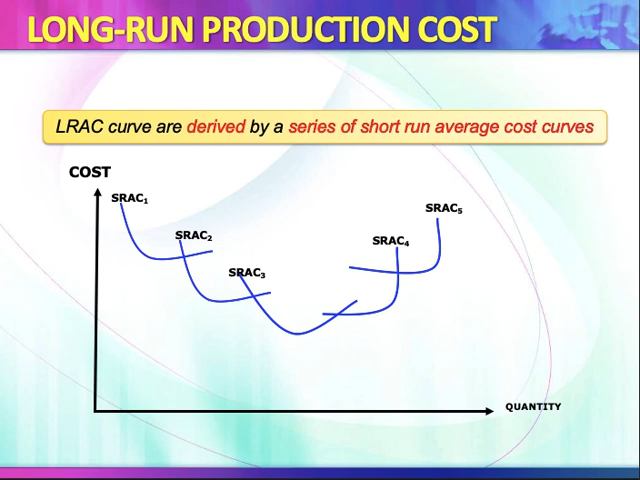 LONG-RUN PRODUCTION COST
LRAC curve are derived by a series of short run average cost curves
COST
SRAC₁
SRAC₂
SRAC₃
SRAC₄
SRAC₅
QUANTITY